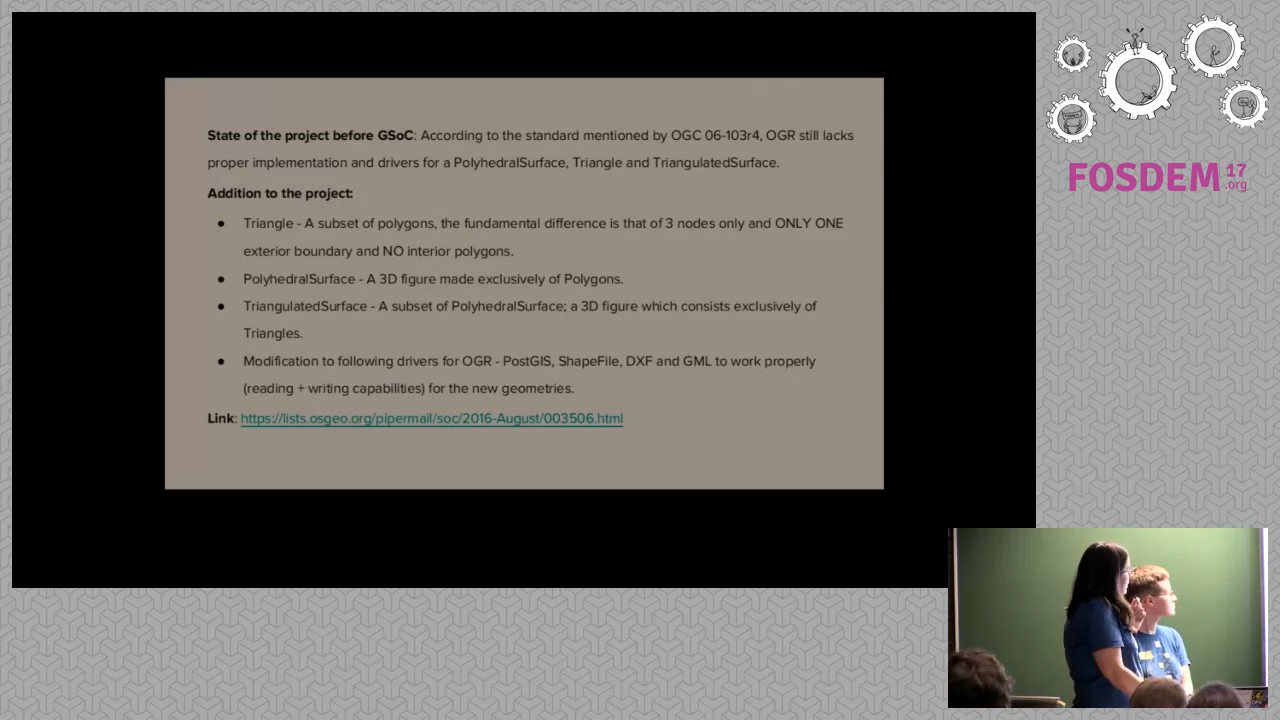 State of the project before GSoC: According to the standard mentioned by OGC 06-103r4, OGR still lacks
proper implementation and drivers for a PolyhedralSurface, Triangle and TriangulatedSurface.
Addition to the project:
● Triangle - A subset of polygons, the fundamental difference is that of 3 nodes only and ONLY ONE
exterior boundary and NO interior polygons.
● PolyhedralSurface - A 3D figure made exclusively of Polygons.
● TriangulatedSurface - A subset of PolyhedralSurface; a 3D figure which consists exclusively of
Triangles.
● Modification to following drivers for OGR - PostGIS, ShapeFile, DXF and GML to work properly
(reading + writing capabilities) for the new geometries.
Link: https://lists.osgeo.org/pipermail/soc/2016-August/003506.html
FOSDEM 17
.org